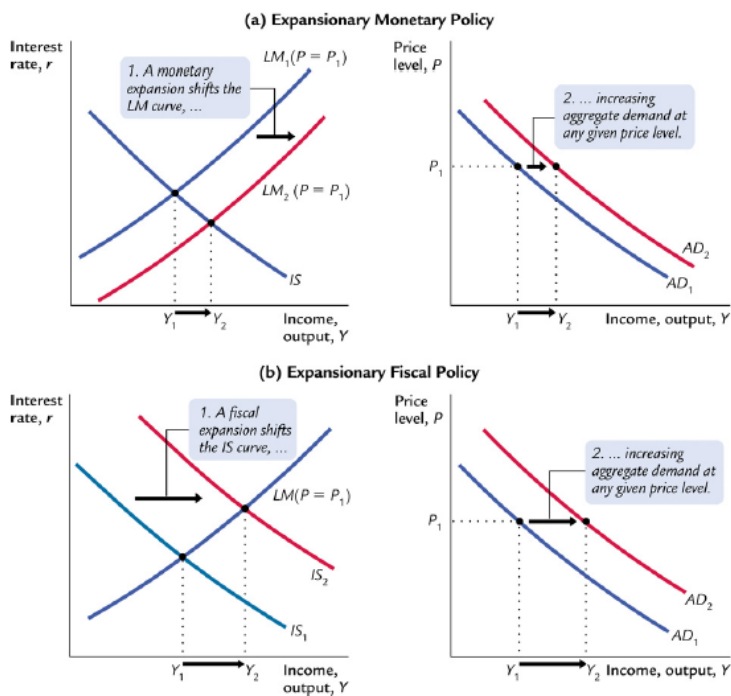 (a) Expansionary Monetary Policy
Interest
rate, r
LM₁(P = P₁)
1. A monetary
expansion shifts the
LM curve, ...
LM₂ (P = P₁)
IS
Y₁
Y₂
Income,
output, Y
Price
level, P
2. ... increasing
aggregate demand at
any given price level.
P₁
AD₂
AD₁
Y₁
Y₂
Income, output, Y
(b) Expansionary Fiscal Policy
Interest
rate, r
1. A fiscal
expansion shifts
the IS curve, ...
LM(P = P₁)
IS₂
IS₁
Y₁
Y₂
Income,
output, Y
Price
level, P
2. ... increasing
aggregate demand at
any given price level.
P₁
AD₂
AD₁
Y₁
Y₂
Income, output, Y